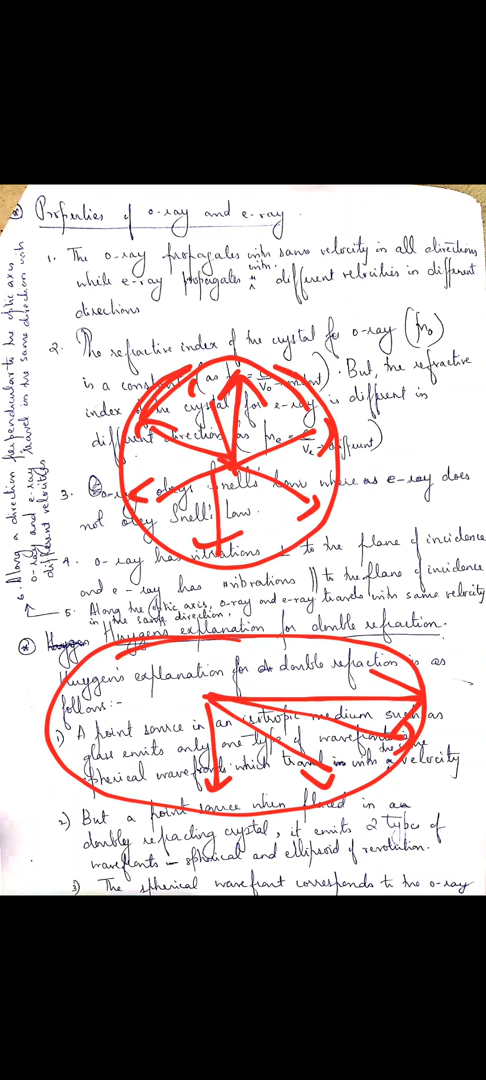 * Properties of o-ray and e-ray.
1. The o-ray propagates with same velocity in all directions
while e-ray propagates with different velocities in different
directions
2. The refractive index of the crystal for o-ray (μo)
is a constant (as = c/vo constant). But, the refractive
index of the crystal for e-ray is different in
different direction as (μe = c/ve different)
3. o-ray obeys Snell's law where as e-ray does
not obey Snell's Law.
4. o-ray has vibrations ⊥ to the plane of incidence
and e-ray has vibrations || to the plane of incidence
5. Along the optic axis, o-ray and e-ray travels with same velocity
in the same direction.
6. Along a direction perpendicular to the optic axis
o-ray and e-ray travel in the same direction with
different velocities
* Huygens explanation for double refraction.
Huygen's explanation for double refraction is as
follows:-
1) A point source in an isotropic medium such as
glass emits only one type of wavefront
spherical wavefronts which travel with same velocity
2) But a point source when placed in an
doubly refracting crystal, it emits 2 types of
wavefronts - spherical and ellipsoid of revolution.
3) The spherical wavefront corresponds to the o-ray